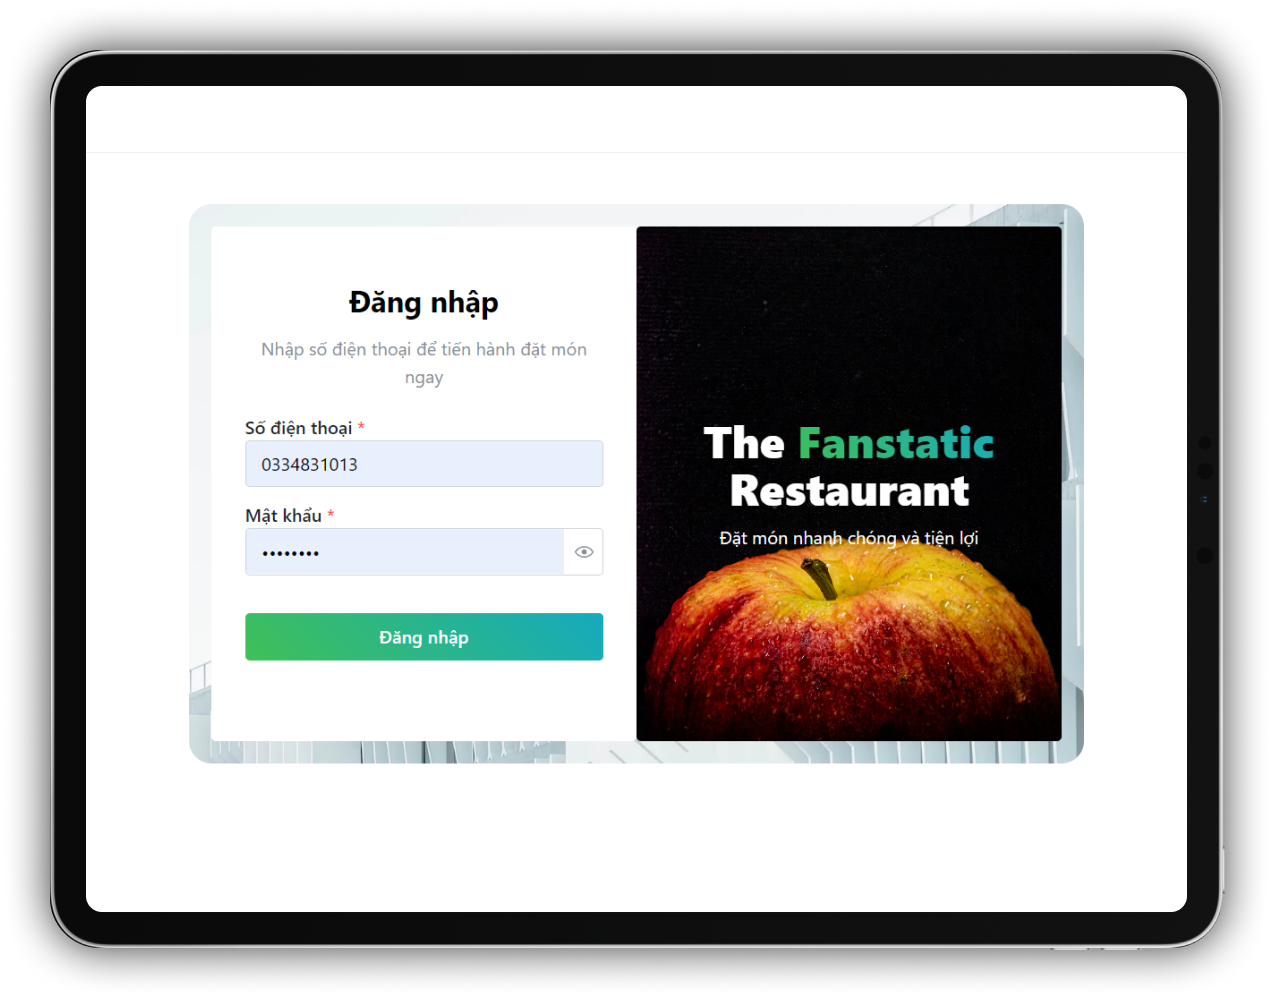 Đăng nhập
Nhập số điện thoại để tiến hành đặt món
ngay
Số điện thoại *
0334831013
Mật khẩu *
••••••••
Đăng nhập
The Fanstatic
Restaurant
Đặt món nhanh chóng và tiện lợi